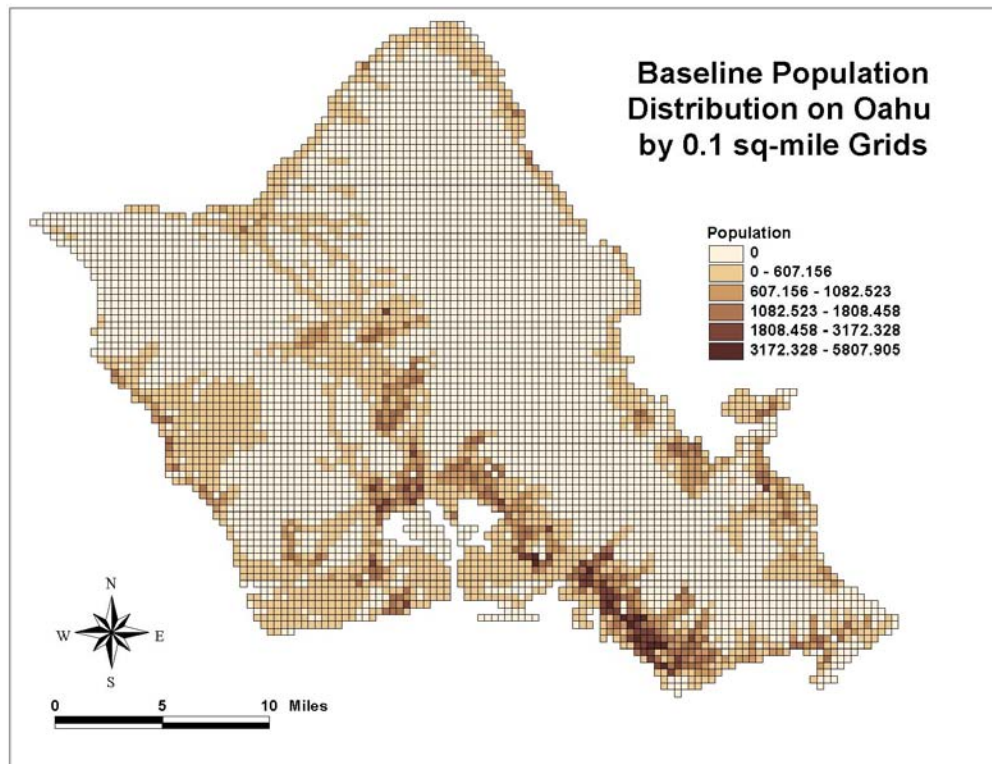 Baseline Population
Distribution on Oahu
by 0.1 sq-mile Grids
Population
0
0 - 607.156
607.156 - 1082.523
1082.523 - 1808.458
1808.458 - 3172.328
3172.328 - 5807.905
N
W E
S
0 5 10 Miles